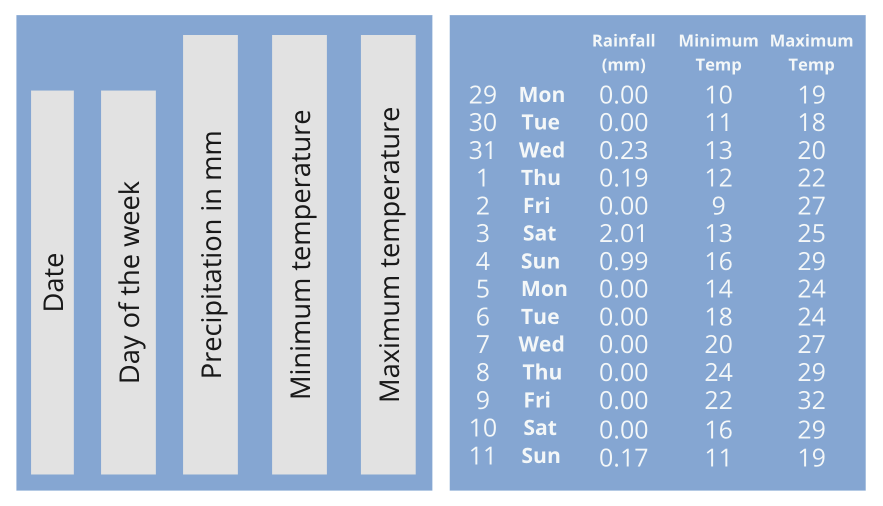 Date
Day of the week
Precipitation in mm
Minimum temperature
Maximum temperature
Rainfall (mm) Minimum Temp Maximum Temp
29 Mon 0.00 10 19
30 Tue 0.00 11 18
31 Wed 0.23 13 20
1 Thu 0.19 12 22
2 Fri 0.00 9 27
3 Sat 2.01 13 25
4 Sun 0.99 16 29
5 Mon 0.00 14 24
6 Tue 0.00 18 24
7 Wed 0.00 20 27
8 Thu 0.00 24 29
9 Fri 0.00 22 32
10 Sat 0.00 16 29
11 Sun 0.17 11 19